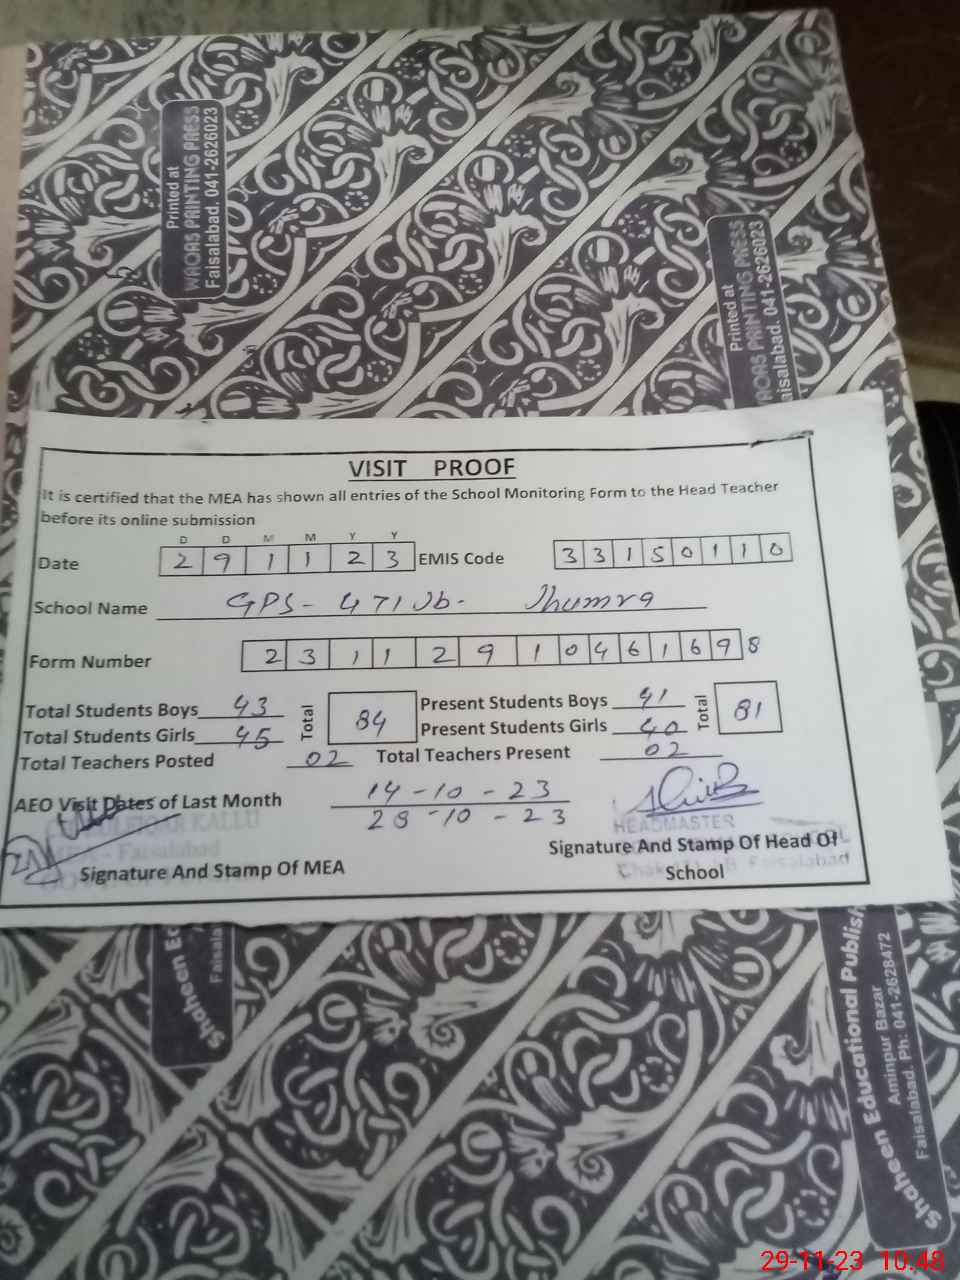 Printed at
WAQAS PRINTING PRESS
Faisalabad. 041-2626023
Printed at
WAQAS PRINTING PRESS
aisalabad. 041-2626023
VISIT PROOF
It is certified that the MEA has shown all entries of the School Monitoring Form to the Head Teacher
before its online submission
D D M M Y Y
Date 2 9 1 1 2 3 EMIS Code 3 3 1 5 0 1 1 0
School Name GPS- 471 Jb- Jhumra
Form Number 2 3 1 1 2 9 1 0 4 6 1 6 9 8
Total Students Boys 43 Total 84 Present Students Boys 41 Total 81
Total Students Girls 45 Present Students Girls 40
Total Teachers Posted 02 Total Teachers Present 02
AEO Visit Dates of Last Month 14-10-23
28-10-23
KALLU
HEADMASTER
Faisalabad
Signature And Stamp Of MEA
Signature And Stamp Of Head Of
School
Faisalabad
Shaheen Ed
Faisala
Shaheen Educational Publish
Aminpur Bazar
Faisalabad. Ph: 041-2628472
29-11-23 10:48